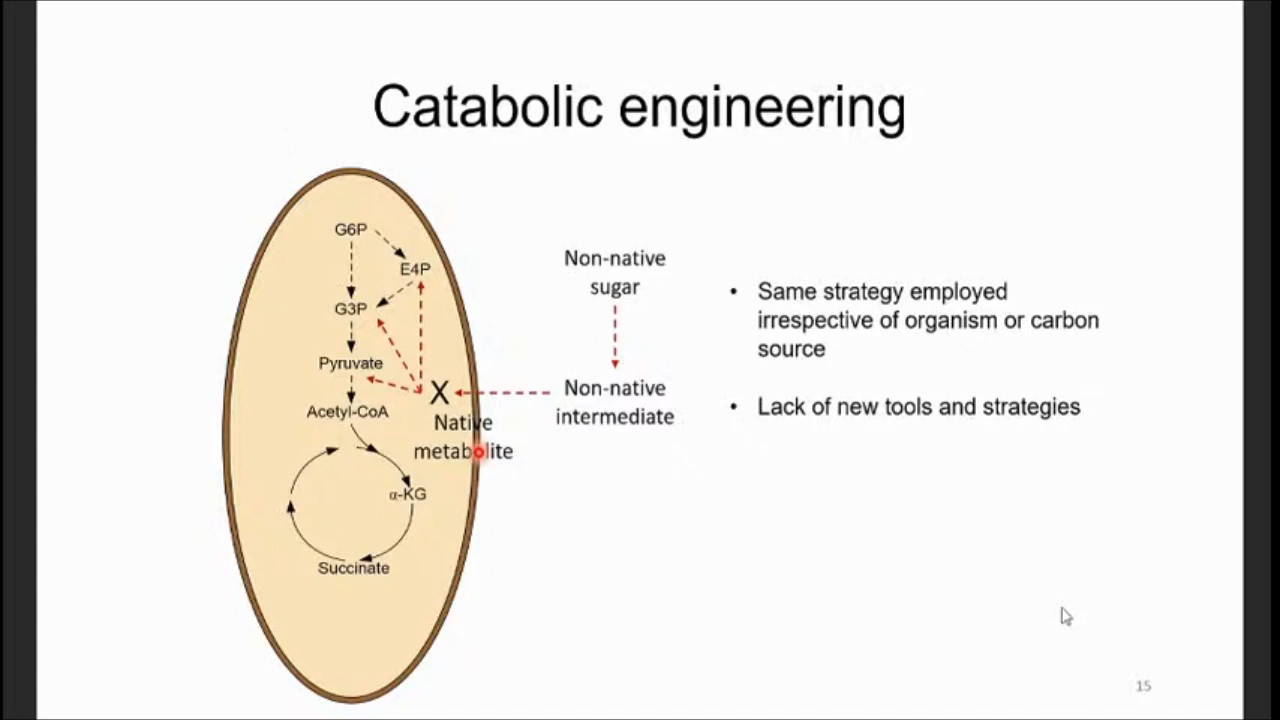 Catabolic engineering
G6P
E4P
G3P
Pyruvate
Acetyl-CoA
α-KG
Succinate
X
Native
metabolite
Non-native
sugar
Non-native
intermediate
• Same strategy employed
irrespective of organism or carbon
source
• Lack of new tools and strategies
15